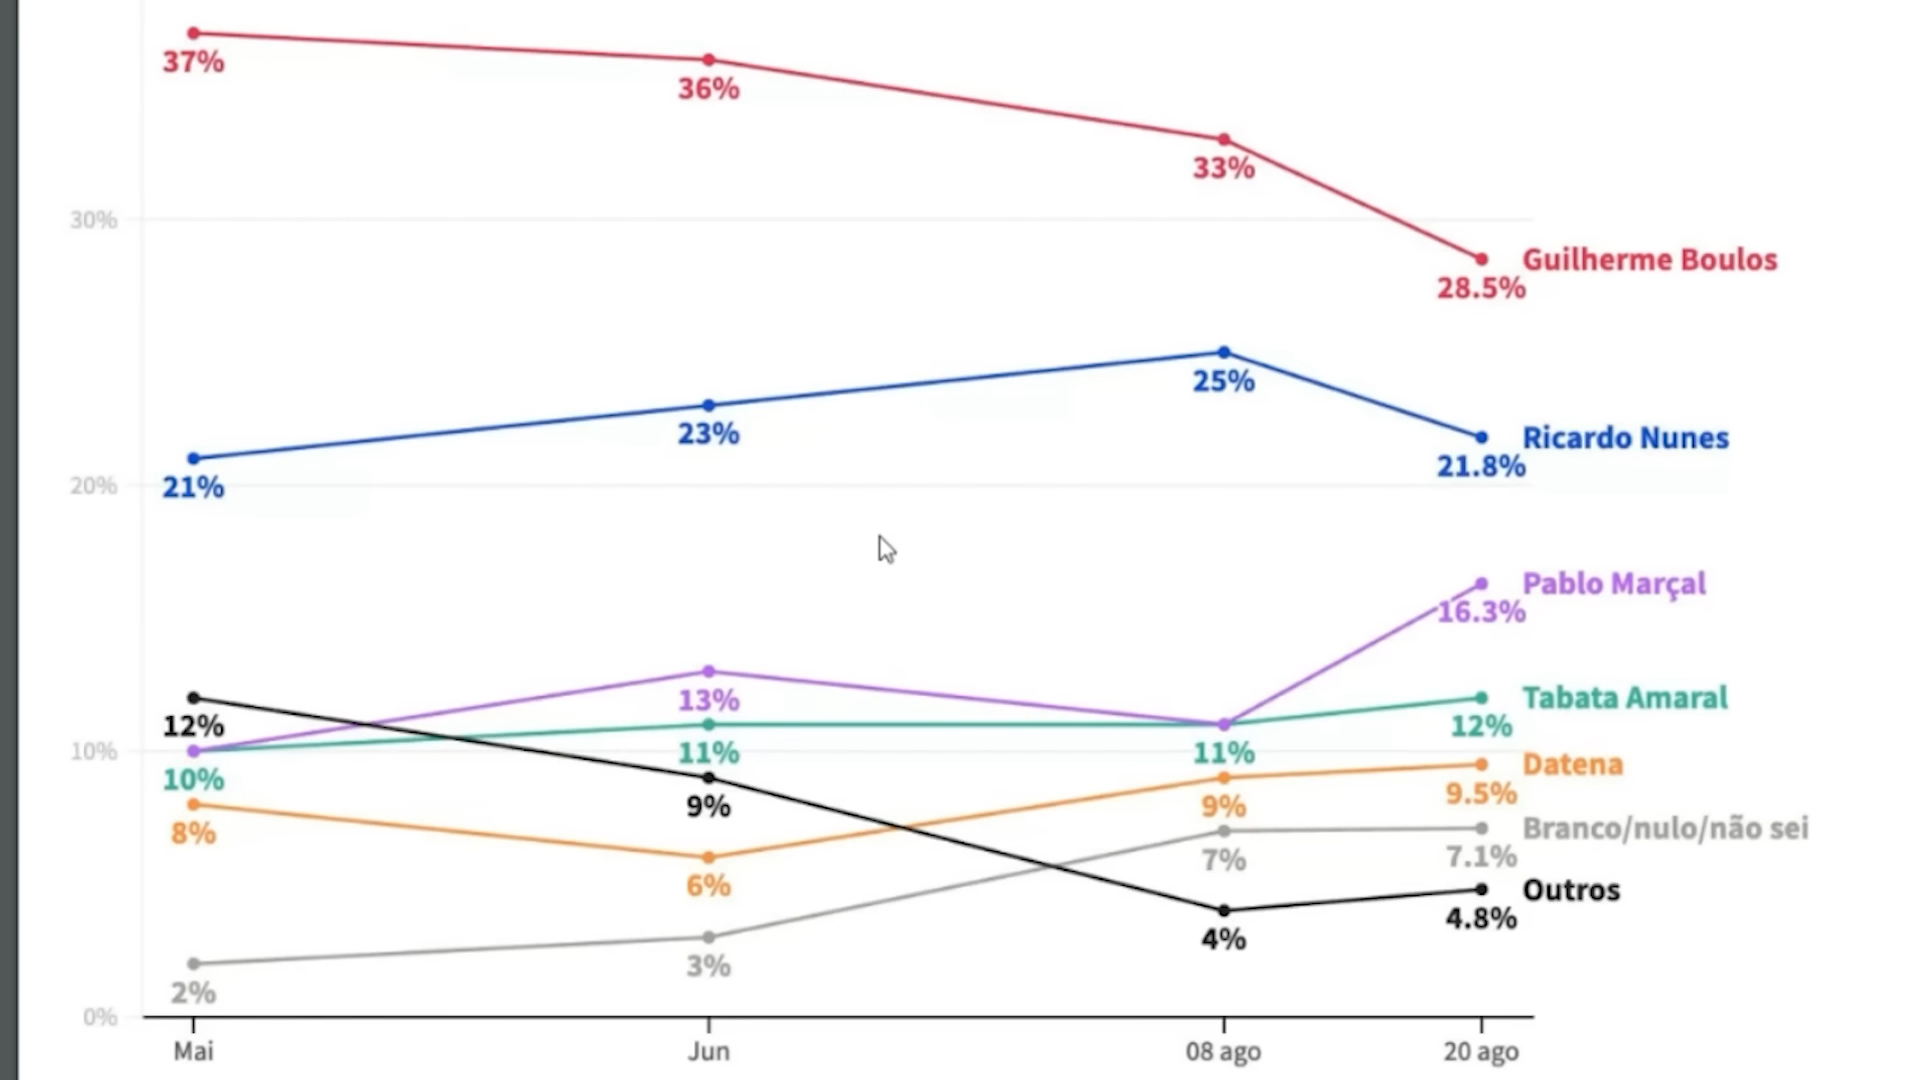 37%
36%
33%
30%
Guilherme Boulos
28.5%
25%
23%
Ricardo Nunes
21.8%
21%
20%
Pablo Marçal
16.3%
13%
Tabata Amaral
12%
12%
11%
11%
10%
10%
Datena
9.5%
9%
9%
8%
Branco/nulo/não sei
7.1%
7%
6%
Outros
4.8%
4%
3%
2%
0%
Mai
Jun
08 ago
20 ago